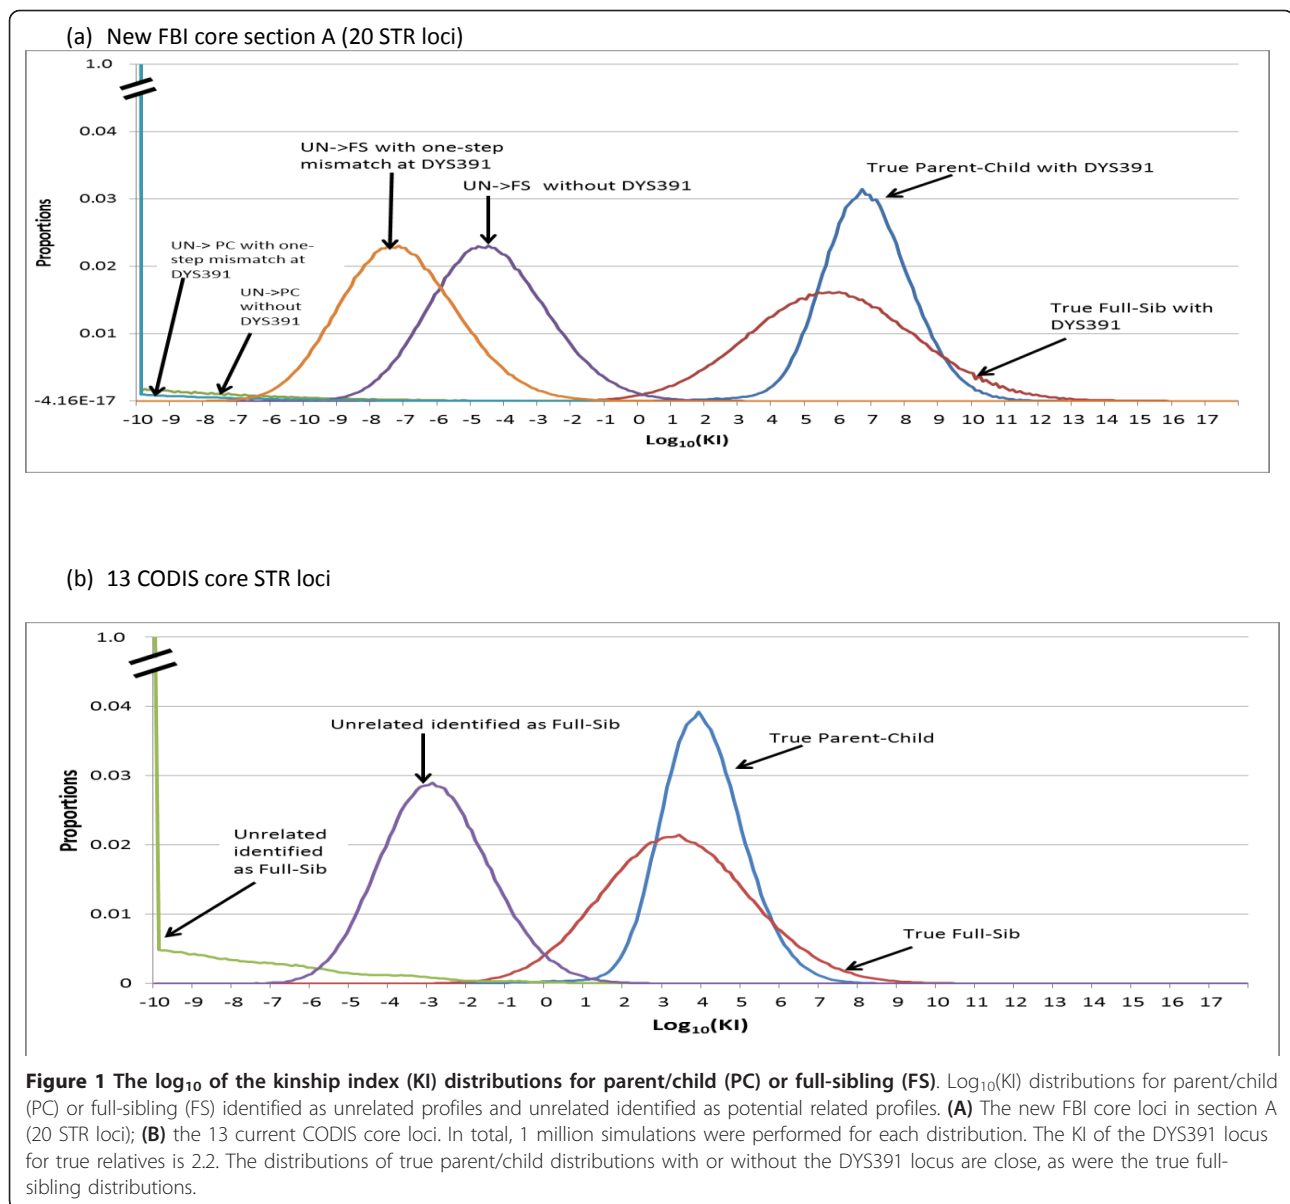 (a) New FBI core section A (20 STR loci)
1.0
0.04
0.03
0.02
0.01
-4.16E-17
Proportions
UN->FS with one-step
mismatch at DYS391
UN->FS without DYS391
True Parent-Child with DYS391
UN-> PC with one-
step mismatch at
DYS391
UN->PC
without
DYS391
True Full-Sib with
DYS391
-10 -9 -8 -7 -6 -9 -8 -7 -6 -5 -4 -3 -2 -1 0 1 2 3 4 5 6 7 8 9 10 11 12 13 14 15 16 17
Log10(KI)
(b) 13 CODIS core STR loci
1.0
0.04
0.03
0.02
0.01
0
Proportions
Unrelated identified as Full-Sib
True Parent-Child
Unrelated
identified
as Full-Sib
True Full-Sib
-10 -9 -8 -7 -6 -5 -4 -3 -2 -1 0 1 2 3 4 5 6 7 8 9 10 11 12 13 14 15 16 17
Log10(KI)
Figure 1 The log10 of the kinship index (KI) distributions for parent/child (PC) or full-sibling (FS). Log10(KI) distributions for parent/child
(PC) or full-sibling (FS) identified as unrelated profiles and unrelated identified as potential related profiles. (A) The new FBI core loci in section A
(20 STR loci); (B) the 13 current CODIS core loci. In total, 1 million simulations were performed for each distribution. The KI of the DYS391 locus
for true relatives is 2.2. The distributions of true parent/child distributions with or without the DYS391 locus are close, as were the true full-
sibling distributions.